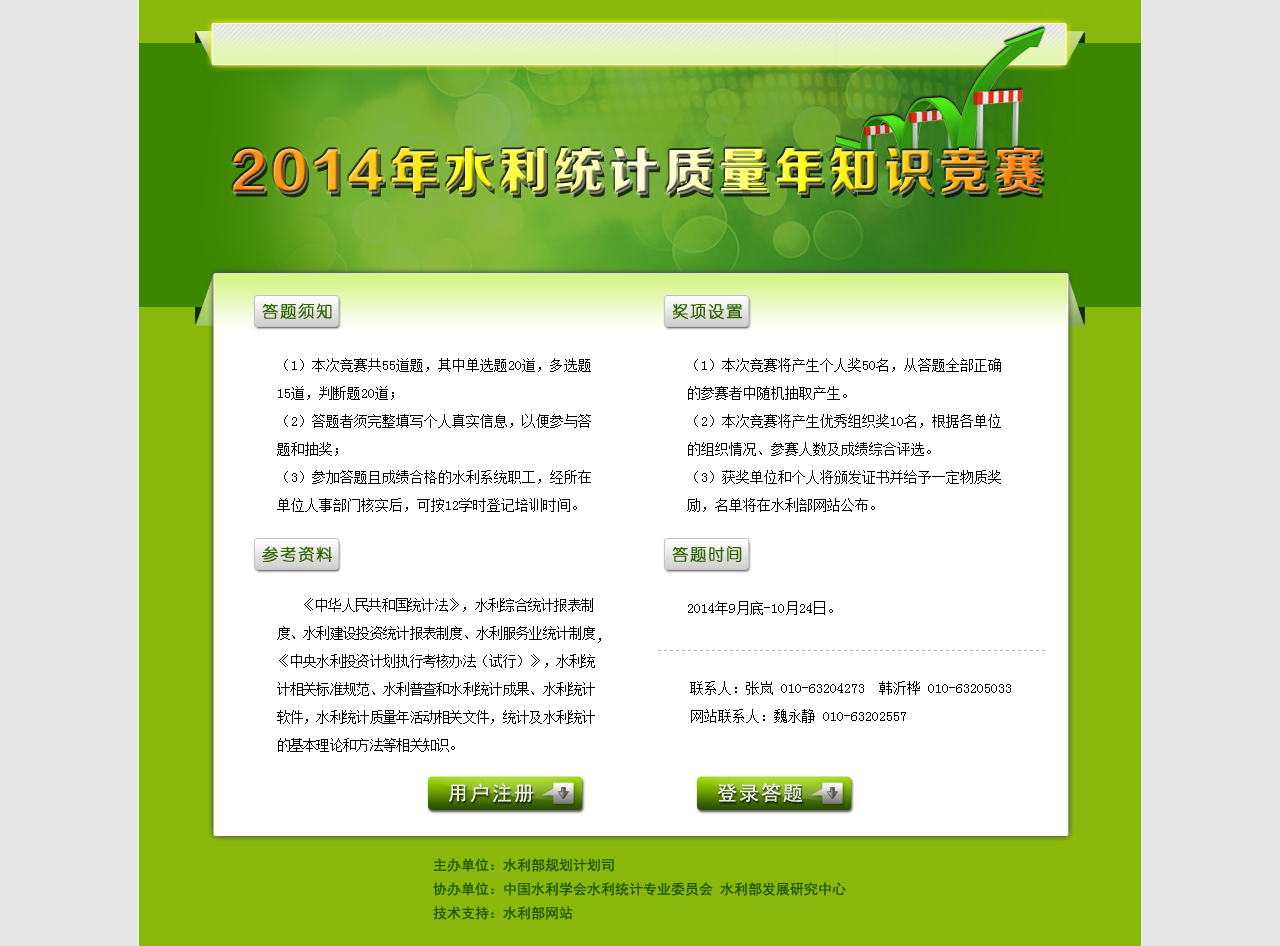 2014年水利统计质量年知识竞赛
答题须知
（1）本次竞赛共55道题，其中单选题20道，多选题
15道，判断题20道；
（2）答题者须完整填写个人真实信息，以便参与答
题和抽奖；
（3）参加答题且成绩合格的水利系统职工，经所在
单位人事部门核实后，可按12学时登记培训时间。
奖项设置
（1）本次竞赛将产生个人奖50名，从答题全部正确
的参赛者中随机抽取产生。
（2）本次竞赛将产生优秀组织奖10名，根据各单位
的组织情况、参赛人数及成绩综合评选。
（3）获奖单位和个人将颁发证书并给予一定物质奖
励，名单将在水利部网站公布。
参考资料
《中华人民共和国统计法》，水利综合统计报表制
度、水利建设投资统计报表制度、水利服务业统计制度，
《中央水利投资计划执行考核办法（试行）》，水利统
计相关标准规范、水利普查和水利统计成果、水利统计
软件，水利统计质量年活动相关文件，统计及水利统计
的基本理论和方法等相关知识。
答题时间
2014年9月底-10月24日。
联系人：张岚 010-63204273 韩沂桦 010-63205033
网站联系人：魏永静 010-63202557
用户注册
登录答题
主办单位：水利部规划计划司
协办单位：中国水利学会水利统计专业委员会 水利部发展研究中心
技术支持：水利部网站